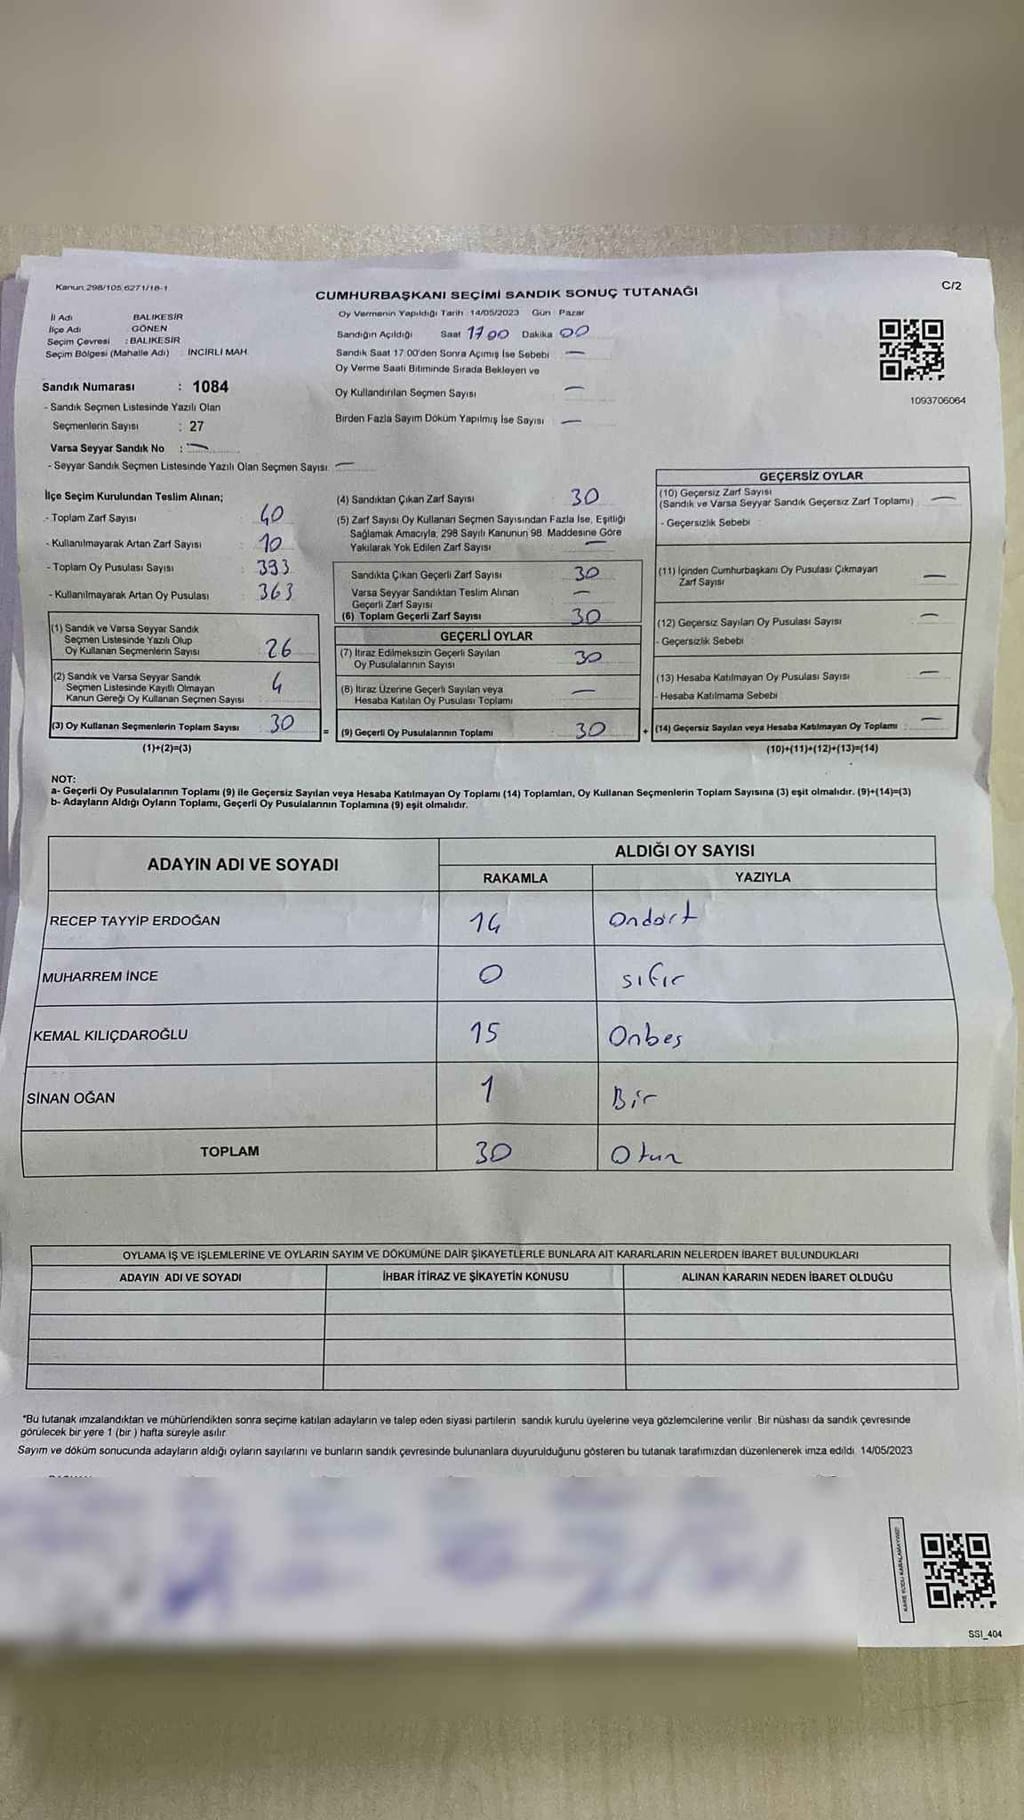 Kanun 298/105,6271/18-1
CUMHURBAŞKANI SEÇİMİ SANDIK SONUÇ TUTANAĞI
C/2
İl Adı BALIKESİR
İlçe Adı GÖNEN
Seçim Çevresi : BALIKESİR
Seçim Bölgesi (Mahalle Adı) : İNCİRLİ MAH.
Oy Vermenin Yapıldığı Tarih : 14/05/2023 Gün : Pazar
Sandığın Açıldığı Saat 17 00 Dakika 00
Sandık Saat 17:00'den Sonra Açımış İse Sebebi —
Oy Verme Saati Bitiminde Sırada Bekleyen ve
Oy Kullandırılan Seçmen Sayısı —
Birden Fazla Sayım Döküm Yapılmış İse Sayısı —
1093706064
Sandık Numarası : 1084
- Sandık Seçmen Listesinde Yazılı Olan
Seçmenlerin Sayısı : 27
Varsa Seyyar Sandık No : —
- Seyyar Sandık Seçmen Listesinde Yazılı Olan Seçmen Sayısı —
İlçe Seçim Kurulundan Teslim Alınan;
- Toplam Zarf Sayısı 40
- Kullanılmayarak Artan Zarf Sayısı 10
- Toplam Oy Pusulası Sayısı 393
- Kullanılmayarak Artan Oy Pusulası 363
(1) Sandık ve Varsa Seyyar Sandık
Seçmen Listesinde Yazılı Olup
Oy Kullanan Seçmenlerin Sayısı 26
(2) Sandık ve Varsa Seyyar Sandık
Seçmen Listesinde Kayıtlı Olmayan
Kanun Gereği Oy Kullanan Seçmen Sayısı 4
(3) Oy Kullanan Seçmenlerin Toplam Sayısı 30
(1)+(2)=(3)
(4) Sandıktan Çıkan Zarf Sayısı 30
(5) Zarf Sayısı Oy Kullanan Seçmen Sayısından Fazla İse, Eşitliği
Sağlamak Amacıyla, 298 Sayılı Kanunun 98. Maddesine Göre
Yakılarak Yok Edilen Zarf Sayısı —
Sandıkta Çıkan Geçerli Zarf Sayısı 30
Varsa Seyyar Sandıktan Teslim Alınan
Geçerli Zarf Sayısı —
(6) Toplam Geçerli Zarf Sayısı 30
GEÇERLİ OYLAR
(7) İtiraz Edilmeksizin Geçerli Sayılan
Oy Pusulalarının Sayısı 30
(8) İtiraz Üzerine Geçerli Sayılan veya
Hesaba Katılan Oy Pusulası Toplamı —
= (9) Geçerli Oy Pusulalarının Toplamı 30 +
GEÇERSİZ OYLAR
(10) Geçersiz Zarf Sayısı
(Sandık ve Varsa Seyyar Sandık Geçersiz Zarf Toplamı) —
- Geçersizlik Sebebi :
(11) İçinden Cumhurbaşkanı Oy Pusulası Çıkmayan
Zarf Sayısı —
(12) Geçersiz Sayılan Oy Pusulası Sayısı —
- Geçersizlik Sebebi
(13) Hesaba Katılmayan Oy Pusulası Sayısı —
- Hesaba Katılmama Sebebi
(14) Geçersiz Sayılan veya Hesaba Katılmayan Oy Toplamı : —
(10)+(11)+(12)+(13)=(14)
NOT:
a- Geçerli Oy Pusulalarının Toplamı (9) ile Geçersiz Sayılan veya Hesaba Katılmayan Oy Toplamı (14) Toplamları, Oy Kullanan Seçmenlerin Toplam Sayısına (3) eşit olmalıdır. (9)+(14)=(3)
b- Adayların Aldığı Oyların Toplamı, Geçerli Oy Pusulalarının Toplamına (9) eşit olmalıdır.
ADAYIN ADI VE SOYADI
ALDIĞI OY SAYISI
RAKAMLA YAZIYLA
RECEP TAYYİP ERDOĞAN 14 Ondört
MUHARREM İNCE 0 sıfır
KEMAL KILIÇDAROĞLU 15 Onbeş
SİNAN OĞAN 1 Bir
TOPLAM 30 Otuz
OYLAMA İŞ VE İŞLEMLERİNE VE OYLARIN SAYIM VE DÖKÜMÜNE DAİR ŞİKAYETLERLE BUNLARA AİT KARARLARIN NELERDEN İBARET BULUNDUKLARI
ADAYIN ADI VE SOYADI İHBAR İTİRAZ VE ŞİKAYETİN KONUSU ALINAN KARARIN NEDEN İBARET OLDUĞU
*Bu tutanak imzalandıktan ve mühürlendikten sonra seçime katılan adayların ve talep eden siyasi partilerin sandık kurulu üyelerine veya gözlemcilerine verilir. Bir nüshası da sandık çevresinde
görülecek bir yere 1 (bir ) hafta süreyle asılır.
Sayım ve döküm sonucunda adayların aldığı oyların sayılarını ve bunların sandık çevresinde bulunanlara duyurulduğunu gösteren bu tutanak tarafımızdan düzenlenerek imza edildi. 14/05/2023
KARE KODU KARALAMAYINIZ!
SSI_404